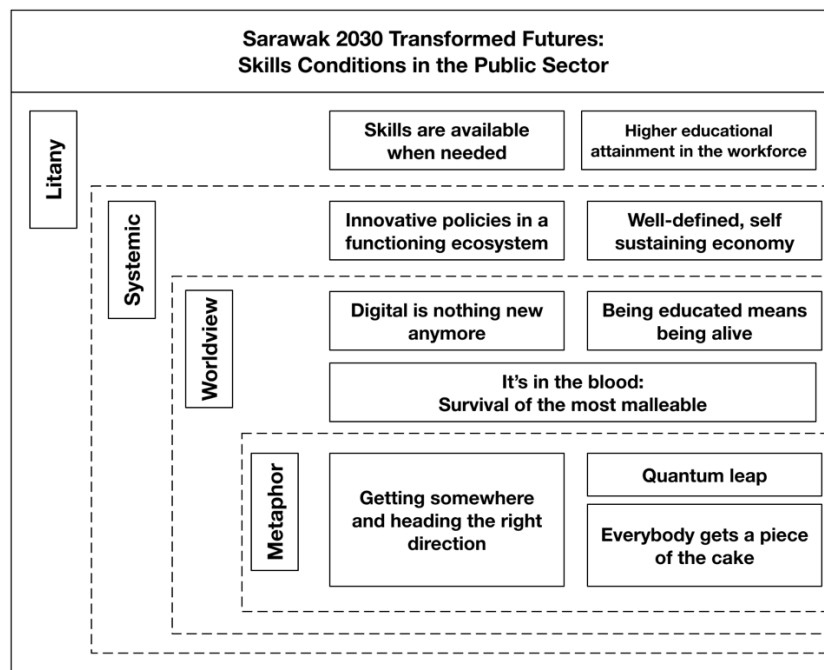 Sarawak 2030 Transformed Futures:
Skills Conditions in the Public Sector
Litany
Skills are available
when needed
Higher educational
attainment in the workforce
Systemic
Innovative policies in a
functioning ecosystem
Well-defined, self
sustaining economy
Worldview
Digital is nothing new
anymore
Being educated means
being alive
It's in the blood:
Survival of the most malleable
Metaphor
Getting somewhere
and heading the right
direction
Quantum leap
Everybody gets a piece
of the cake